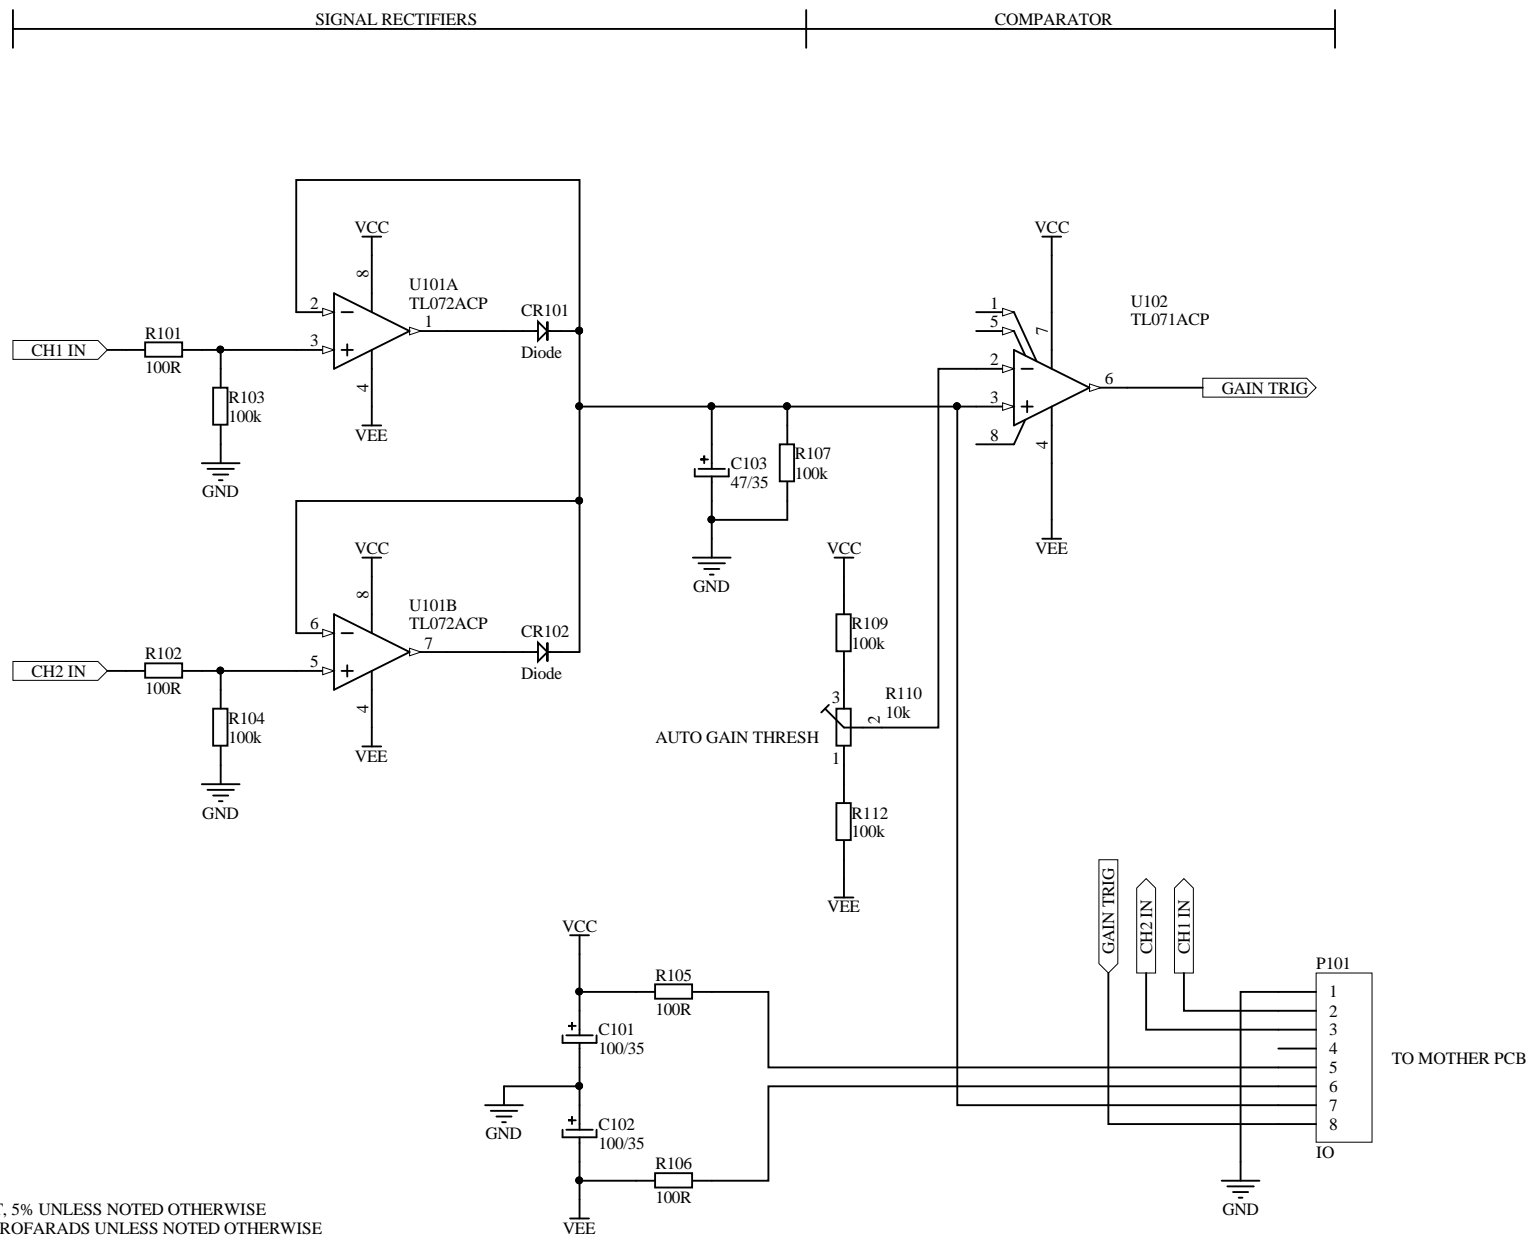 SIGNAL RECTIFIERS
COMPARATOR
VCC
8
U101A
TL072ACP
2
3
1
4
VEE
CR101
Diode
CH1 IN
R101
100R
R103
100k
GND
VCC
7
U102
TL071ACP
1
5
2
3
8
6
4
VEE
GAIN TRIG
C103
47/35
R107
100k
GND
VCC
8
U101B
TL072ACP
6
5
7
4
VEE
CR102
Diode
CH2 IN
R102
100R
R104
100k
GND
VCC
R109
100k
3
2
1
R110
10k
AUTO GAIN THRESH
R112
100k
VEE
VCC
R105
100R
C101
100/35
GND
C102
100/35
R106
100R
VEE
GAIN TRIG
CH2 IN
CH1 IN
P101
1
2
3
4
5
6
7
8
IO
TO MOTHER PCB
GND
, 5% UNLESS NOTED OTHERWISE
ROFARADS UNLESS NOTED OTHERWISE